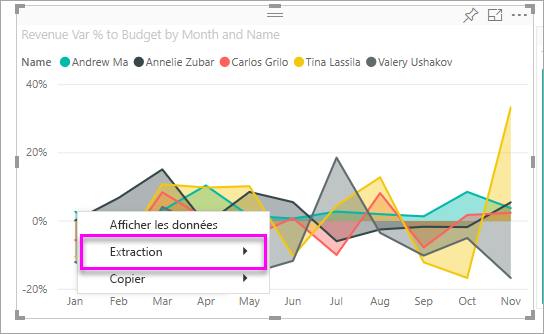 Revenue Var % to Budget by Month and Name
Name Andrew Ma Annelie Zubar Carlos Grilo Tina Lassila Valery Ushakov
40%
20%
0%
-20%
Afficher les données
Extraction
Copier
Jan Feb Mar Apr May Jun Jul Aug Sep Oct Nov